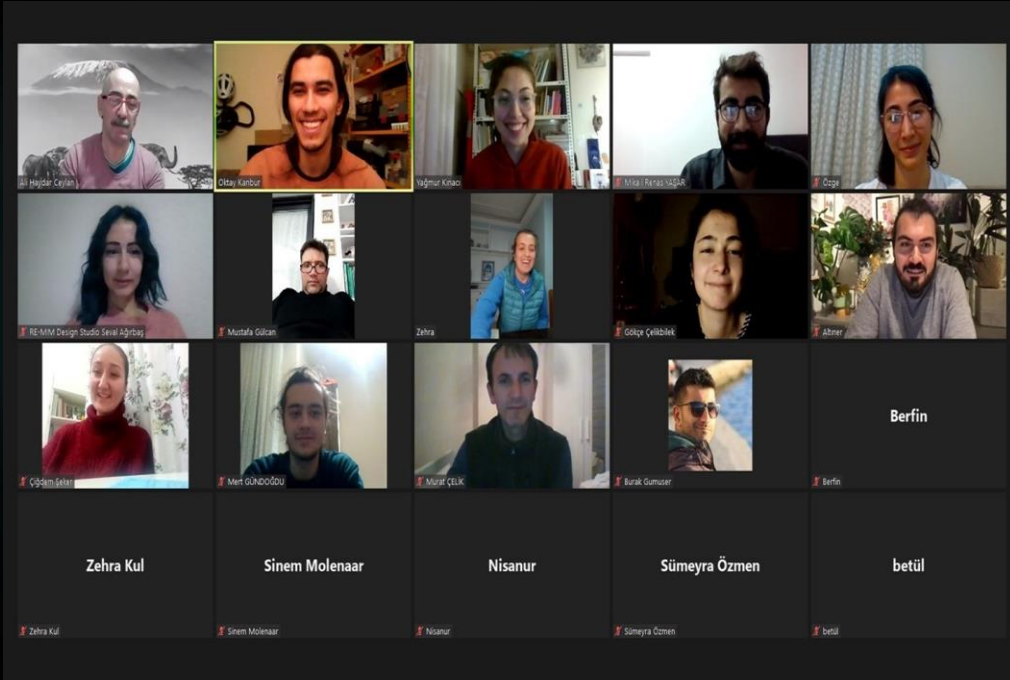 Ali Haydar Ceylan
Oktay Kanbur
Yağmur Kınacı
Mikail Renas YAŞAR
Özge
RE-MIM Design Studio Seval Ağırbaş
Mustafa Gülcan
Zehra
Gökçe Çelikbilek
Altıner
Çiğdem Şeker
Mert GÜNDOĞDU
Murat ÇELİK
Burak Gumuser
Berfin
Berfin
Zehra Kul
Sinem Molenaar
Nisanur
Sümeyra Özmen
betül
Zehra Kul
Sinem Molenaar
Nisanur
Sümeyra Özmen
betül